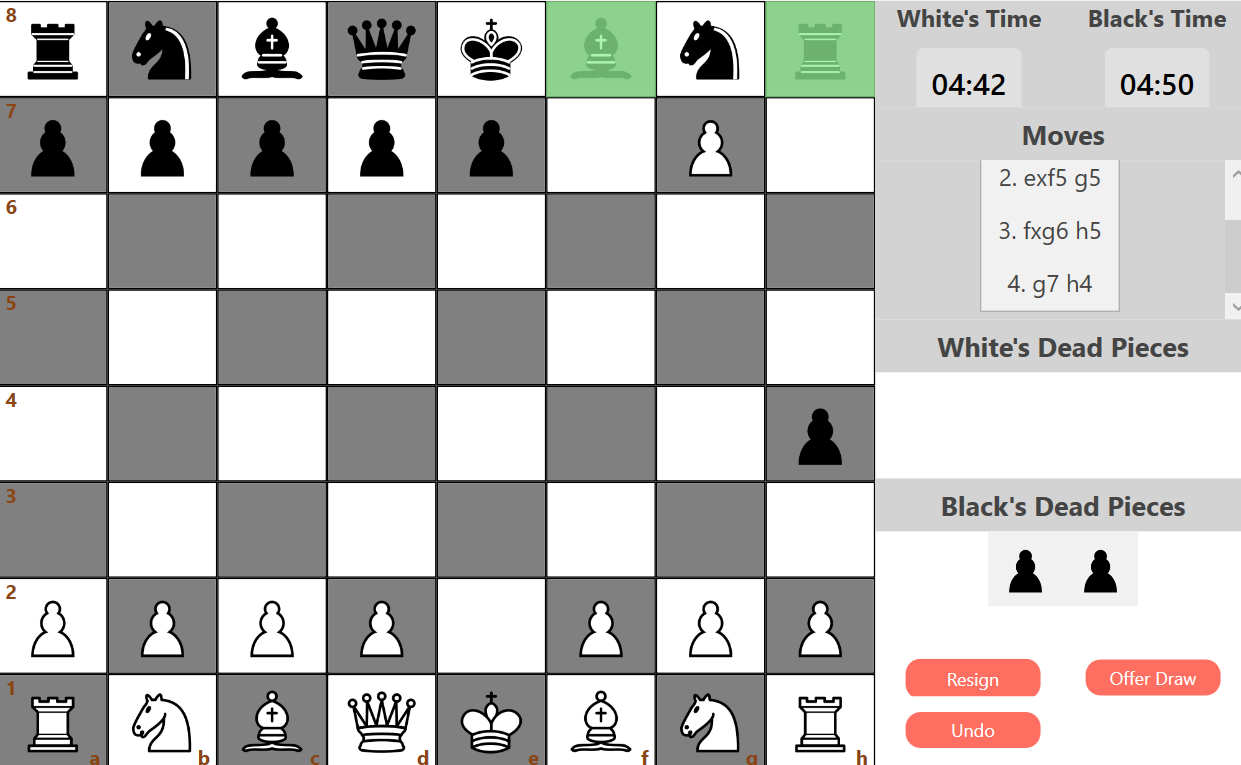 8
7
6
5
4
3
2
1
a b c d e f g h
White's Time Black's Time
04:42 04:50
Moves
2. exf5 g5
3. fxg6 h5
4. g7 h4
White's Dead Pieces
Black's Dead Pieces
Resign Offer Draw
Undo